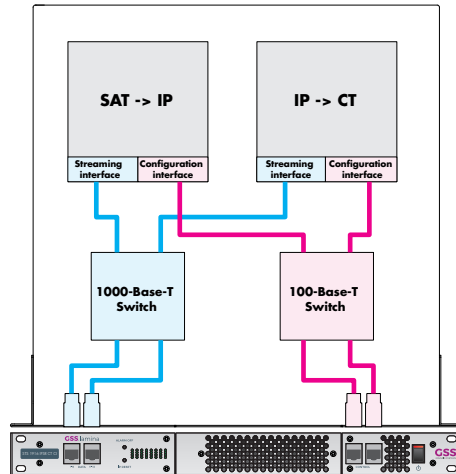 SAT -> IP
IP -> CT
Streaming interface
Configuration interface
Streaming interface
Configuration interface
1000-Base-T Switch
100-Base-T Switch
GSS.lamina
GSS